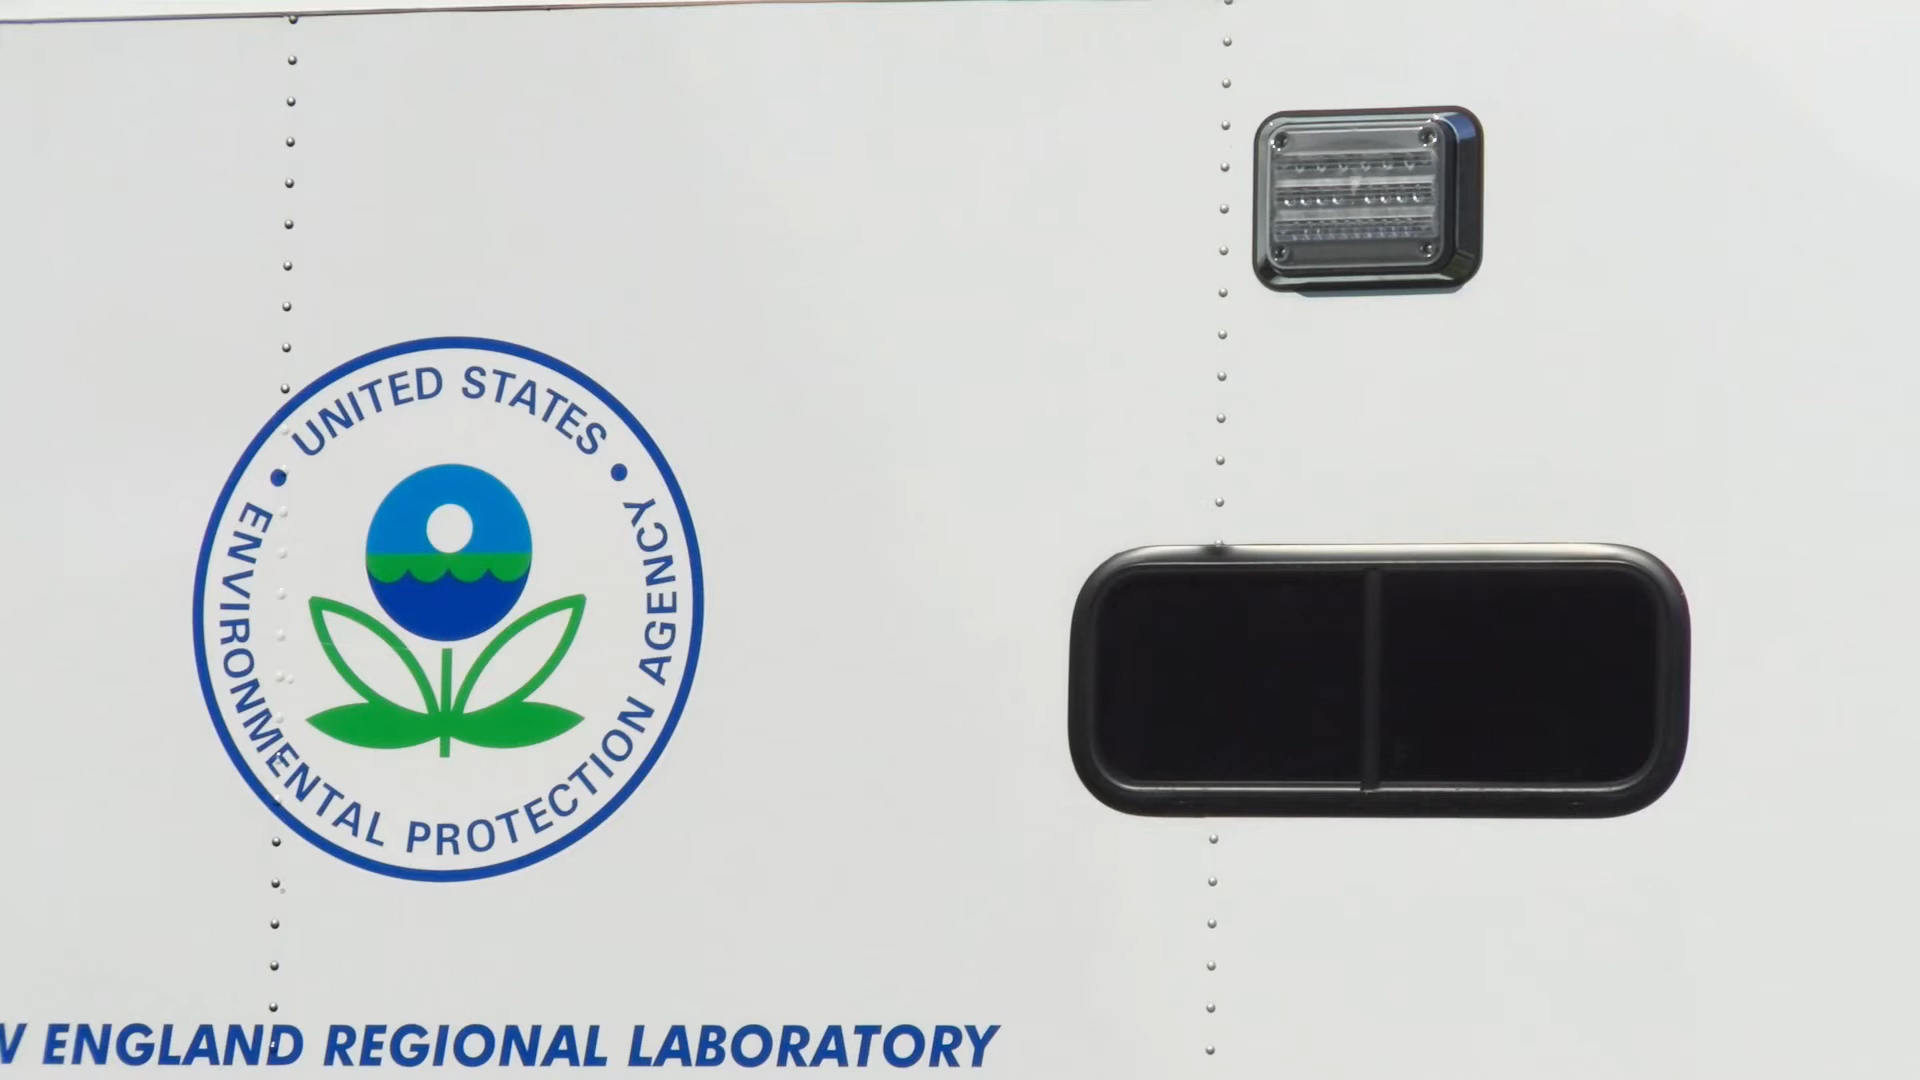 UNITED STATES
ENVIRONMENTAL PROTECTION AGENCY
W ENGLAND REGIONAL LABORATORY